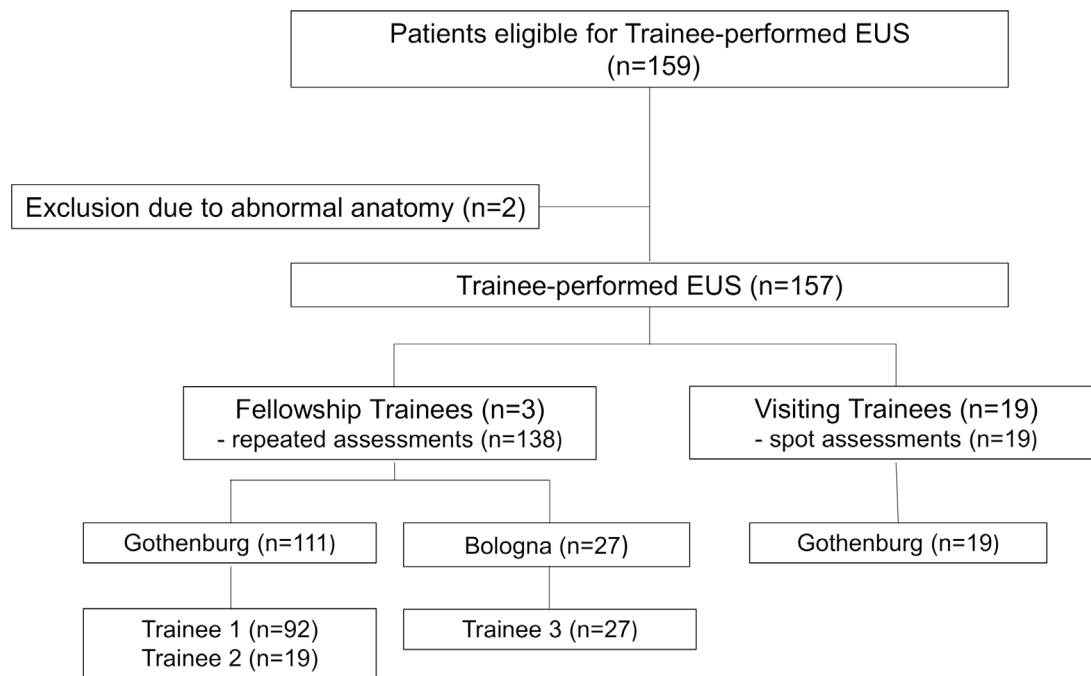 Patients eligible for Trainee-performed EUS
(n=159)
Exclusion due to abnormal anatomy (n=2)
Trainee-performed EUS (n=157)
Fellowship Trainees (n=3)
- repeated assessments (n=138)
Visiting Trainees (n=19)
- spot assessments (n=19)
Gothenburg (n=111)
Bologna (n=27)
Gothenburg (n=19)
Trainee 1 (n=92)
Trainee 2 (n=19)
Trainee 3 (n=27)